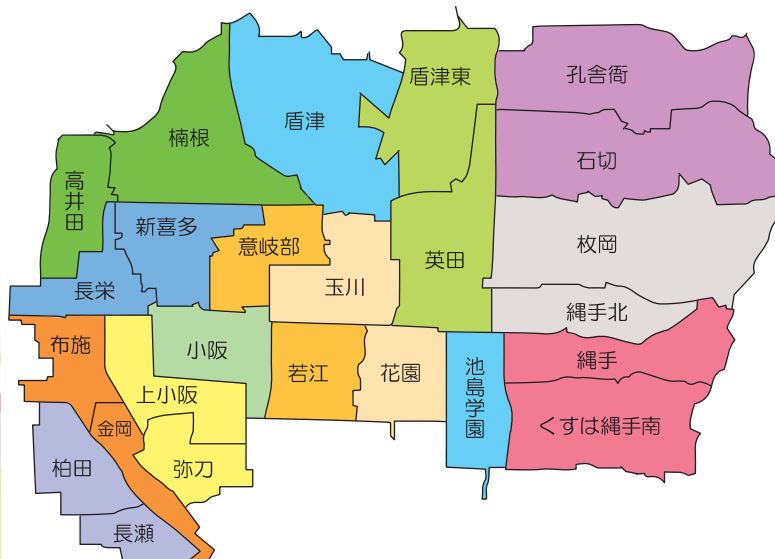 孔舎衙
盾津東
盾津
楠根
石切
高井田
新喜多
意岐部
枚岡
英田
玉川
長栄
縄手北
布施
小阪
縄手
若江
花園
池島学園
上小阪
金岡
くすは縄手南
柏田
弥刀
長瀬